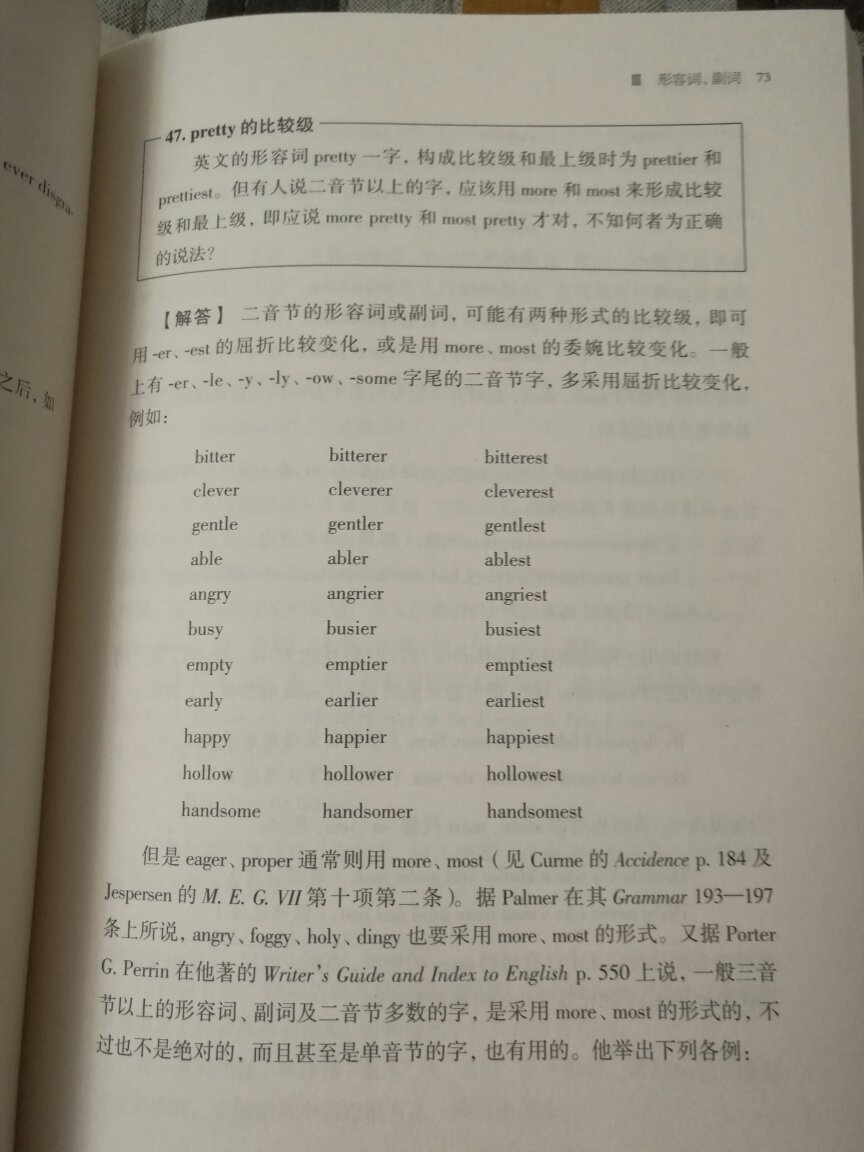 ever disgra-
之后，如
形容词、副词 73
47. pretty 的比较级
英文的形容词 pretty 一字，构成比较级和最上级时为 prettier 和
prettiest。但有人说二音节以上的字，应该用 more 和 most 来形成比较
级和最上级，即应说 more pretty 和 most pretty 才对，不知何者为正确
的说法？
【解答】 二音节的形容词或副词，可能有两种形式的比较级，即可
用 -er、-est 的屈折比较变化，或是用 more、most 的委婉比较变化。一般
上有 -er、-le、-y、-ly、-ow、-some 字尾的二音节字，多采用屈折比较变化，
例如：
bitter bitterer bitterest
clever cleverer cleverest
gentle gentler gentlest
able abler ablest
angry angrier angriest
busy busier busiest
empty emptier emptiest
early earlier earliest
happy happier happiest
hollow hollower hollowest
handsome handsomer handsomest
但是 eager、proper 通常则用 more、most（见 Curme 的 Accidence p. 184 及
Jespersen 的 M. E. G. VII 第十项第二条）。据 Palmer 在其 Grammar 193—197
条上所说，angry、foggy、holy、dingy 也要采用 more、most 的形式。又据 Porter
G. Perrin 在他著的 Writer's Guide and Index to English p. 550 上说，一般三音
节以上的形容词、副词及二音节多数的字，是采用 more、most 的形式的，不
过也不是绝对的，而且甚至是单音节的字，也有用的。他举出下列各例：